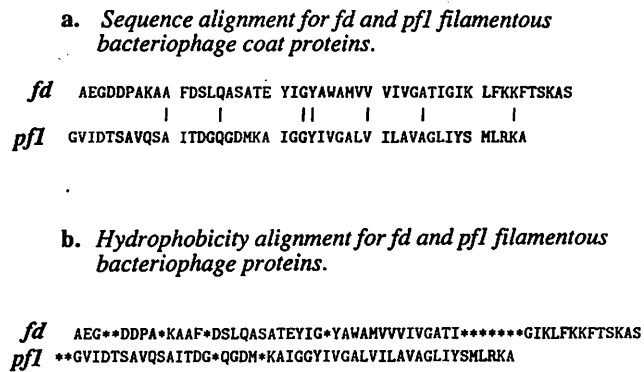 a. Sequence alignment for fd and pf1 filamentous
bacteriophage coat proteins.
fd AEGDDPAKAA FDSLQASATE YIGYAWAMVV VIVGATIGIK LFKKFTSKAS
| | || | | |
pf1 GVIDTSAVQSA ITDGQGDMKA IGGYIVGALV ILAVAGLIYS MLRKA
b. Hydrophobicity alignment for fd and pf1 filamentous
bacteriophage proteins.
fd AEG**DDPA*KAAF*DSLQASATEYIG*YAWAMVVVIVGATI*******GIKLFKKFTSKAS
pf1 **GVIDTSAVQSAITDG*QGDM*KAIGGYIVGALVILAVAGLIYSMLRKA